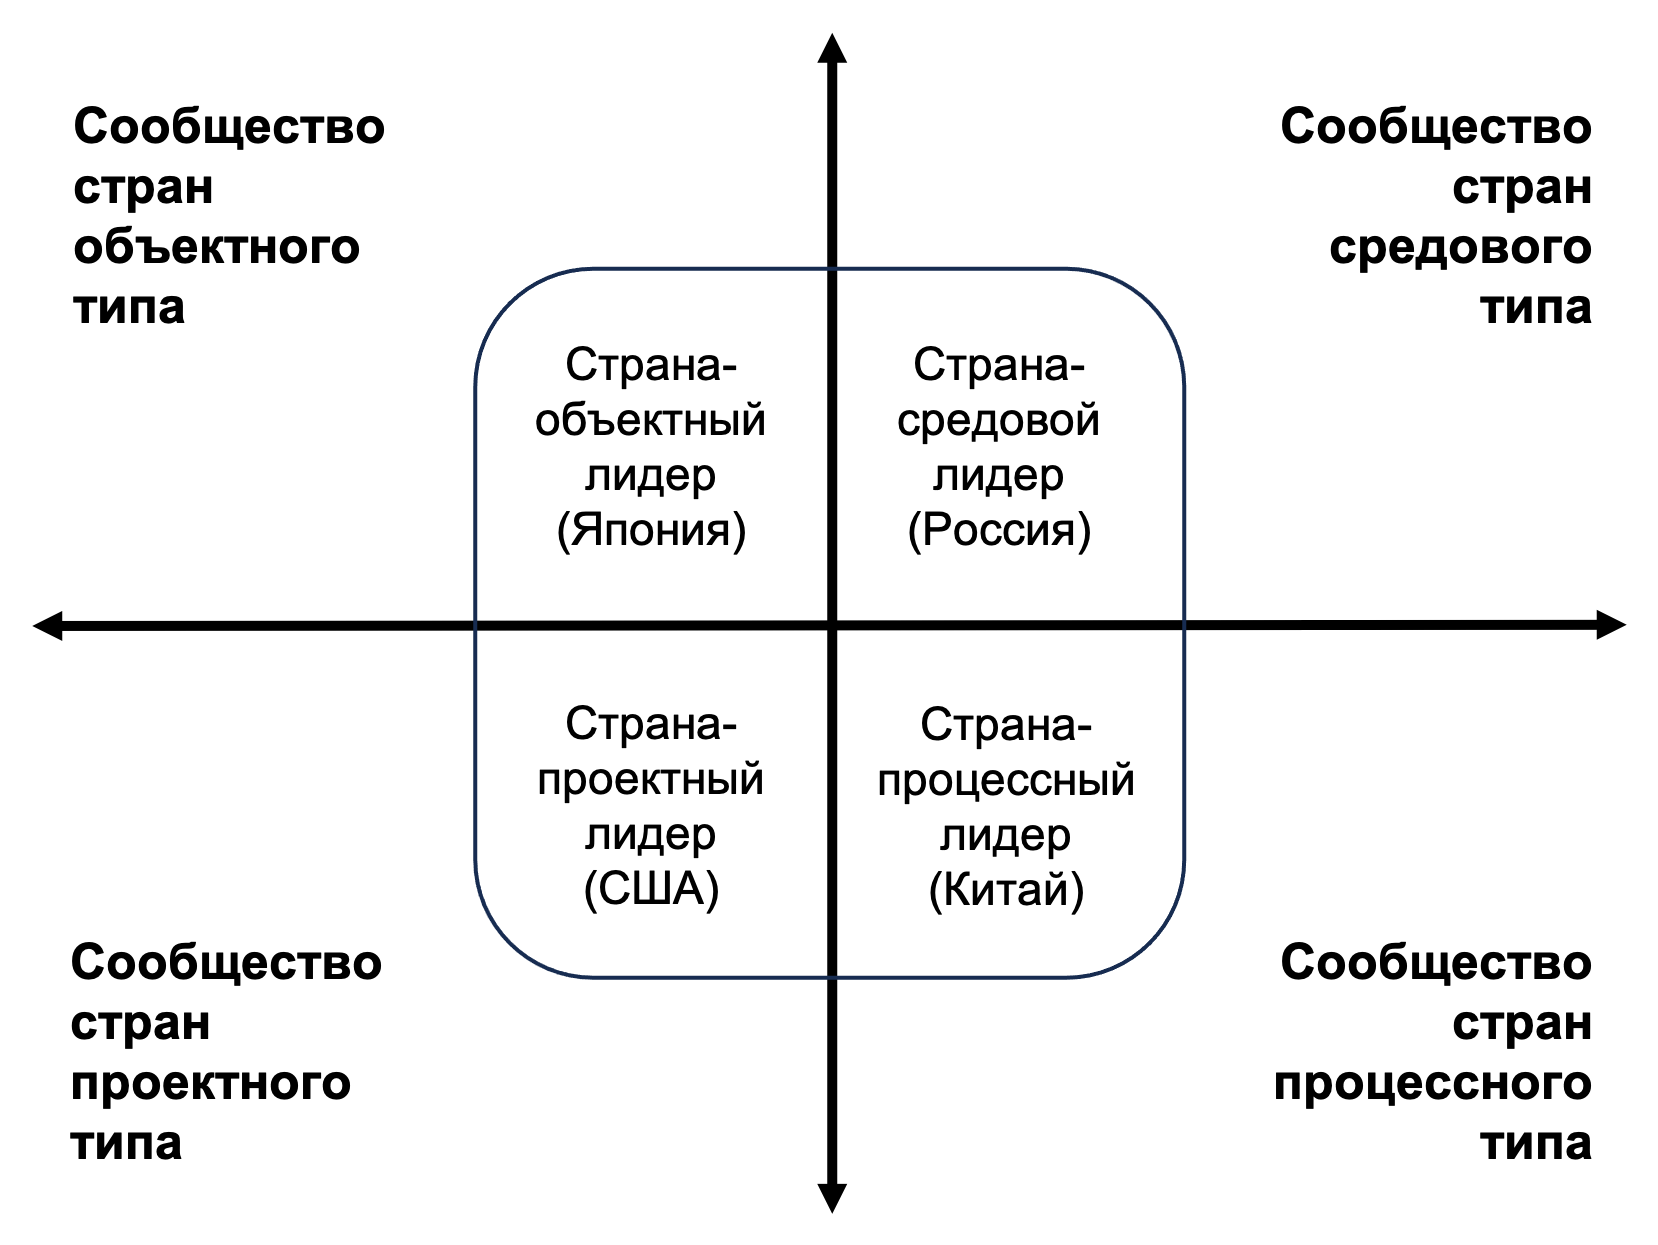 Сообщество
стран
объектного
типа
Сообщество
стран
средового
типа
Страна-
объектный
лидер
(Япония)
Страна-
средовой
лидер
(Россия)
Страна-
проектный
лидер
(США)
Страна-
процессный
лидер
(Китай)
Сообщество
стран
проектного
типа
Сообщество
стран
процессного
типа